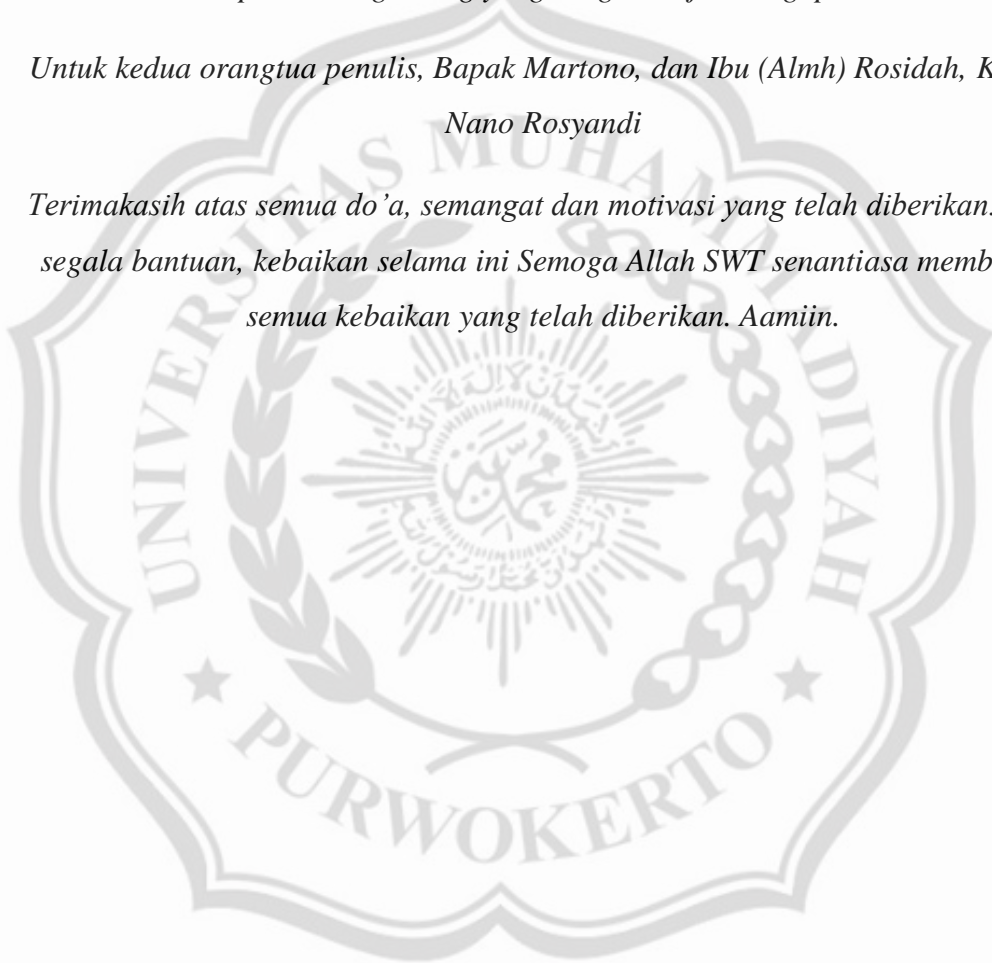 Untuk kedua orangtua penulis, Bapak Martono, dan Ibu (Almh) Rosidah,
Nano Rosyandi
Terimakasih atas semua do’a, semangat dan motivasi yang telah diberikan.
segala bantuan, kebaikan selama ini Semoga Allah SWT senantiasa
semua kebaikan yang telah diberikan. Aamiin.
UNIVERSITAS MUHAMMADIYAH
PURWOKERTO